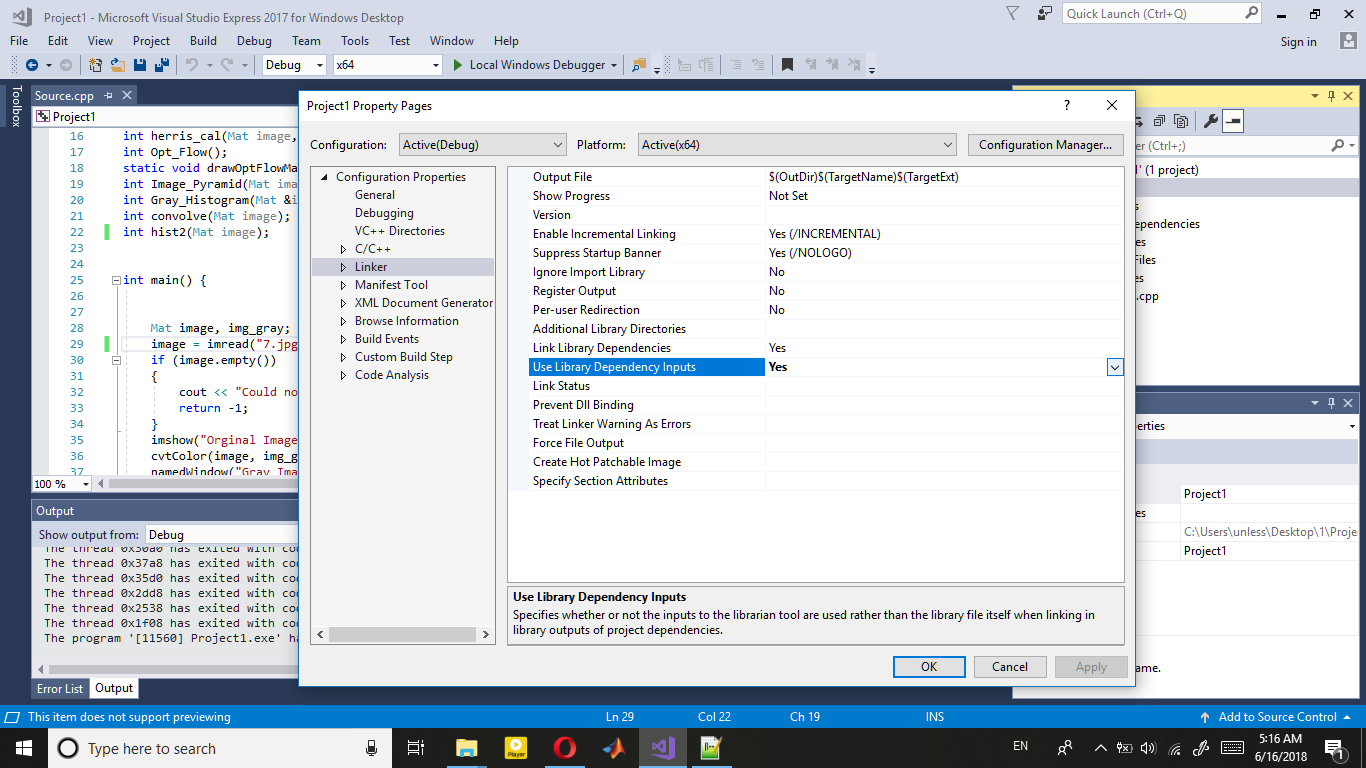 Project1 - Microsoft Visual Studio Express 2017 for Windows Desktop
Quick Launch (Ctrl+Q)
File Edit View Project Build Debug Team Tools Test Window Help
Sign in
Debug x64 Local Windows Debugger
Toolbox
Source.cpp
Project1
16 int herris_cal(Mat image,
17 int Opt_Flow();
18 static void drawOptFlowMa
19 int Image_Pyramid(Mat ima
20 int Gray_Histogram(Mat &i
21 int convolve(Mat image);
22 int hist2(Mat image);
23
24
25 int main() {
26
27
28 Mat image, img_gray;
29 image = imread("7.jpg
30 if (image.empty())
31 {
32 cout << "Could no
33 return -1;
34 }
35 imshow("Orginal Image
36 cvtColor(image, img_g
37 namedWindow("Gray Ima
100 %
Output
Show output from: Debug
The thread 0x30a0 has exited with co
The thread 0x37a8 has exited with co
The thread 0x35d0 has exited with co
The thread 0x2dd8 has exited with co
The thread 0x2538 has exited with co
The thread 0x1f08 has exited with co
The program '[11560] Project1.exe' ha
Error List Output
Project1 Property Pages
?
Configuration: Active(Debug) Platform: Active(x64) Configuration Manager...
Configuration Properties
General
Debugging
VC++ Directories
C/C++
Linker
Manifest Tool
XML Document Generator
Browse Information
Build Events
Custom Build Step
Code Analysis
Output File $(OutDir)$(TargetName)$(TargetExt)
Show Progress Not Set
Version
Enable Incremental Linking Yes (/INCREMENTAL)
Suppress Startup Banner Yes (/NOLOGO)
Ignore Import Library No
Register Output No
Per-user Redirection No
Additional Library Directories
Link Library Dependencies Yes
Use Library Dependency Inputs Yes
Link Status
Prevent Dll Binding
Treat Linker Warning As Errors
Force File Output
Create Hot Patchable Image
Specify Section Attributes
Use Library Dependency Inputs
Specifies whether or not the inputs to the librarian tool are used rather than the library file itself when linking in
library outputs of project dependencies.
OK Cancel Apply
er (Ctrl+;)
l' (1 project)
s
ependencies
es
Files
es
.cpp
erties
Project1
es
C:\Users\unless\Desktop\1\Proje
Project1
ame.
This item does not support previewing Ln 29 Col 22 Ch 19 INS Add to Source Control
Type here to search
Player
EN
5:16 AM
6/16/2018
1